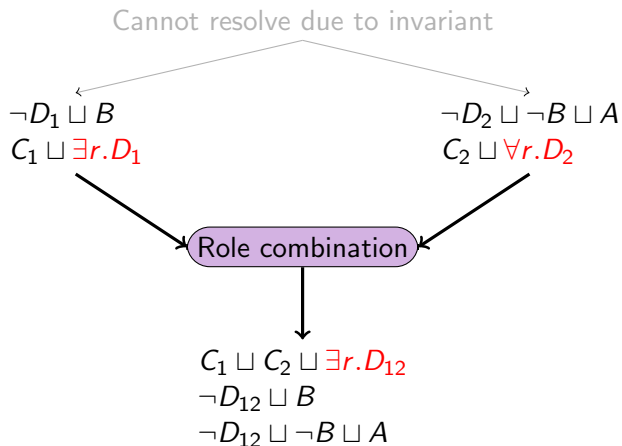 Cannot resolve due to invariant
¬D₁ ⊔ B
C₁ ⊔ ∃r.D₁
¬D₂ ⊔ ¬B ⊔ A
C₂ ⊔ ∀r.D₂
Role combination
C₁ ⊔ C₂ ⊔ ∃r.D₁₂
¬D₁₂ ⊔ B
¬D₁₂ ⊔ ¬B ⊔ A